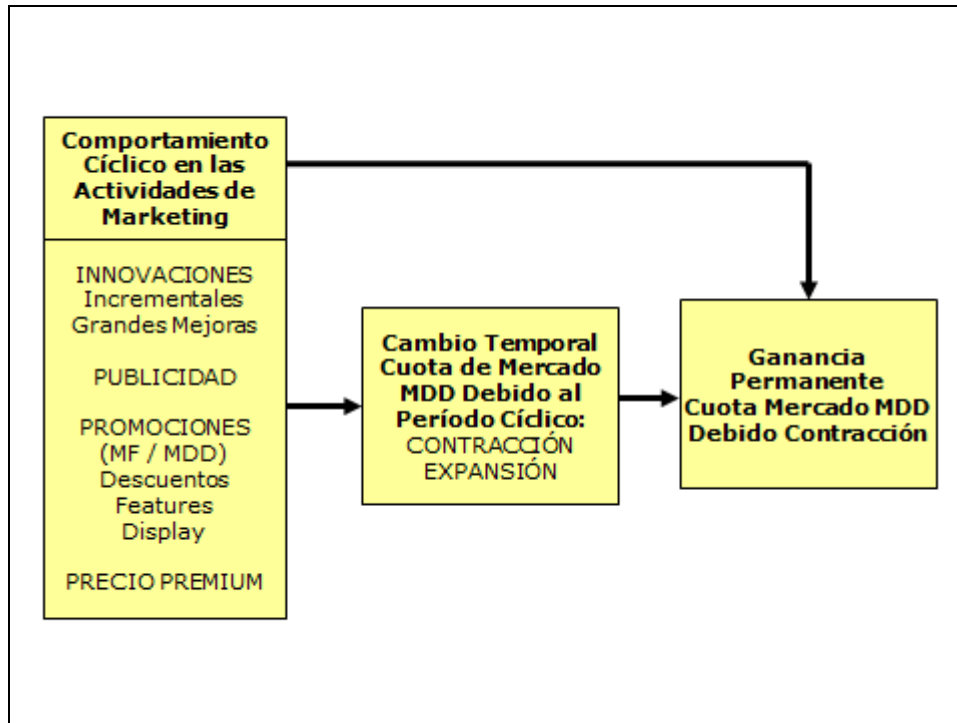 Comportamiento
Cíclico en las
Actividades de
Marketing
INNOVACIONES
Incrementales
Grandes Mejoras
PUBLICIDAD
PROMOCIONES
(MF / MDD)
Descuentos
Features
Display
PRECIO PREMIUM
Cambio Temporal
Cuota de Mercado
MDD Debido al
Período Cíclico:
CONTRACCIÓN
EXPANSIÓN
Ganancia
Permanente
Cuota Mercado MDD
Debido Contracción